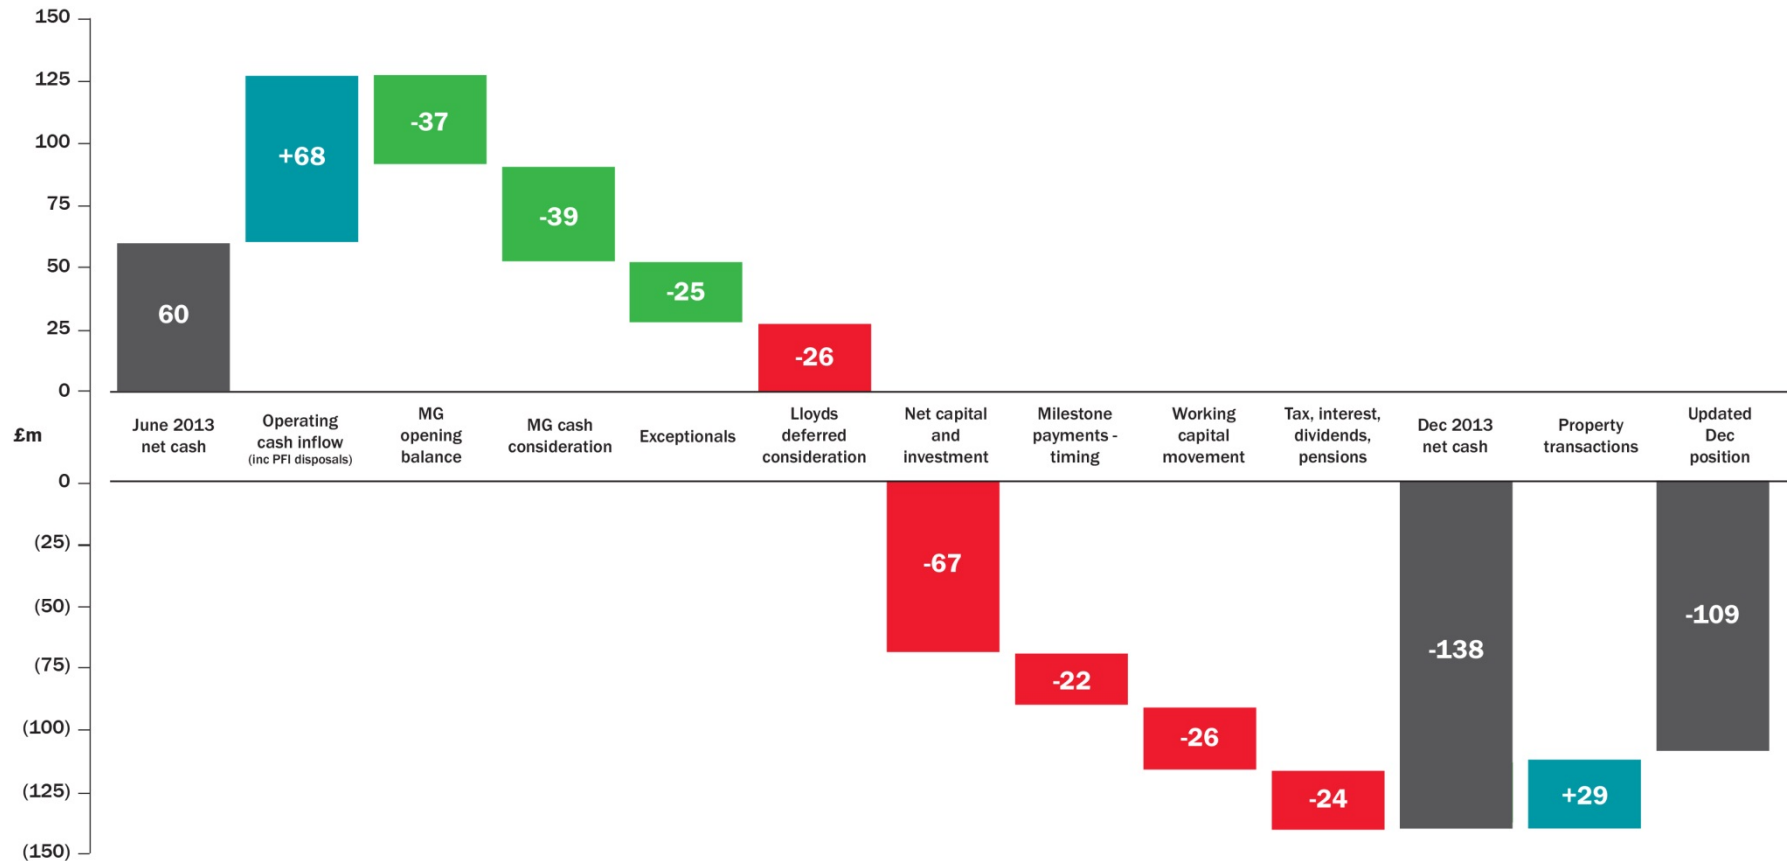 150
125
100
75
50
25
0
£m
0
(25)
(50)
(75)
(100)
(125)
(150)
60
+68
-37
-39
-25
-26
June 2013
net cash
Operating
cash inflow
(inc PFI disposals)
MG
opening
balance
MG cash
consideration
Exceptionals
Lloyds
deferred
consideration
Net capital
and
investment
Milestone
payments -
timing
Working
capital
movement
Tax, interest,
dividends,
pensions
Dec 2013
net cash
Property
transactions
Updated
Dec
position
-67
-22
-26
-24
-138
+29
-109